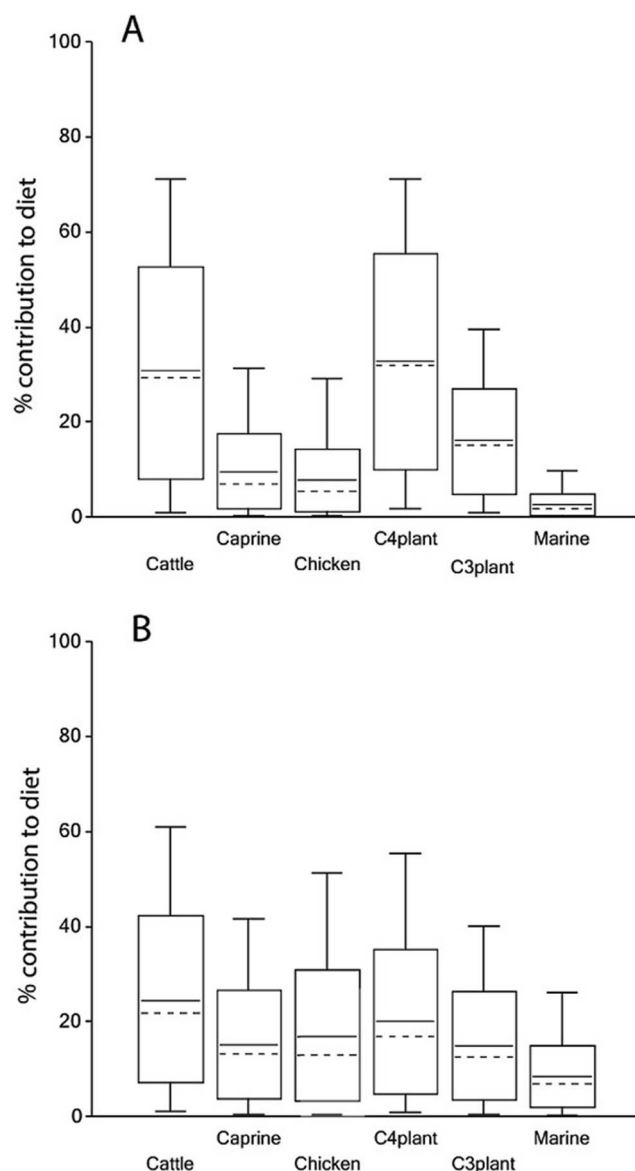 A
100
80
60
40
20
0
% contribution to diet
Caprine C4plant Marine
Cattle Chicken C3plant
B
100
80
60
40
20
0
% contribution to diet
Caprine C4plant Marine
Cattle Chicken C3plant